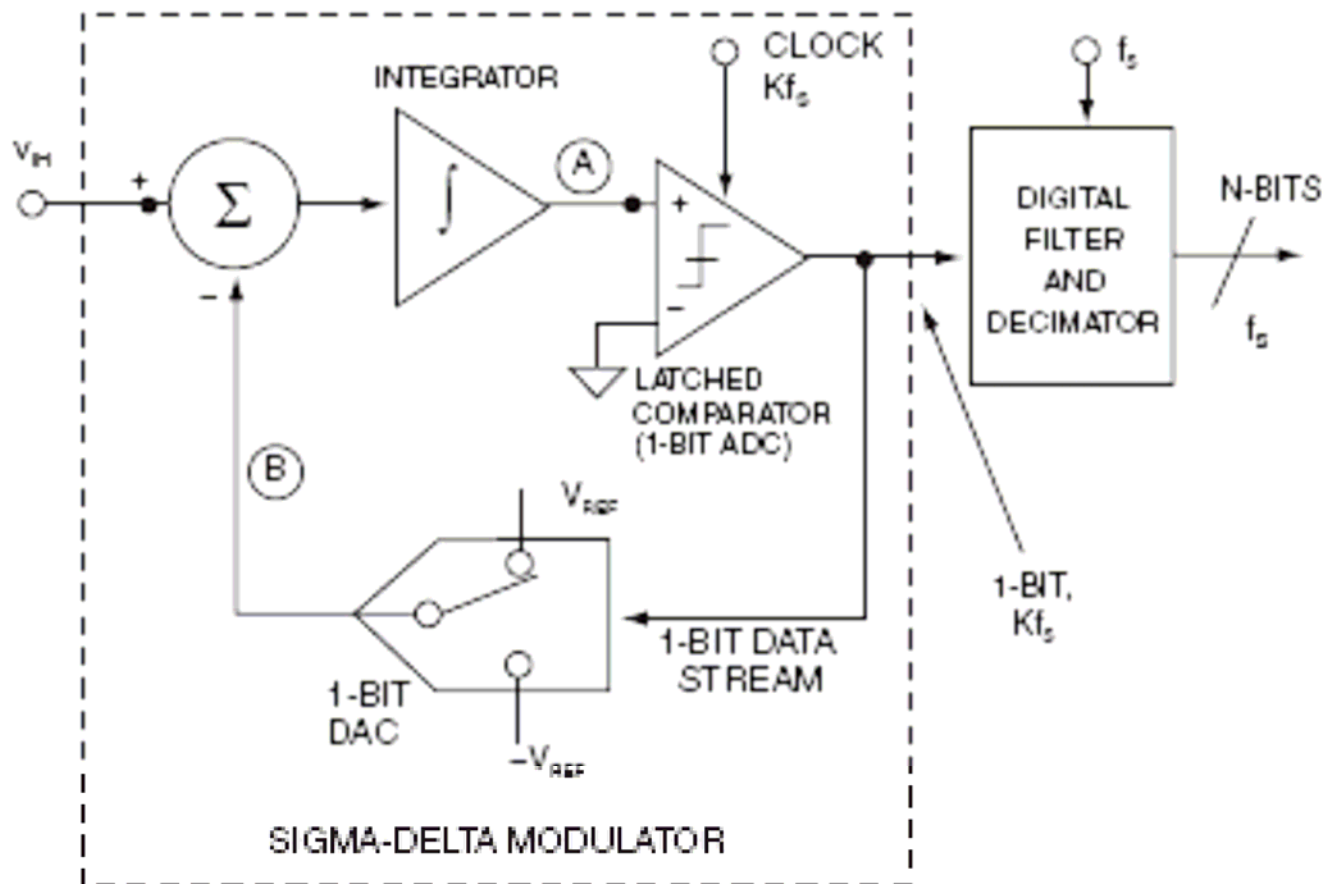 CLOCK
Kfs
fs
INTEGRATOR
VIN
+
Σ
∫
A
+
−
−
DIGITAL
FILTER
AND
DECIMATOR
N-BITS
fs
LATCHED
COMPARATOR
(1-BIT ADC)
B
VREF
1-BIT DATA
STREAM
1-BIT,
Kfs
1-BIT
DAC
−VREF
SIGMA-DELTA MODULATOR